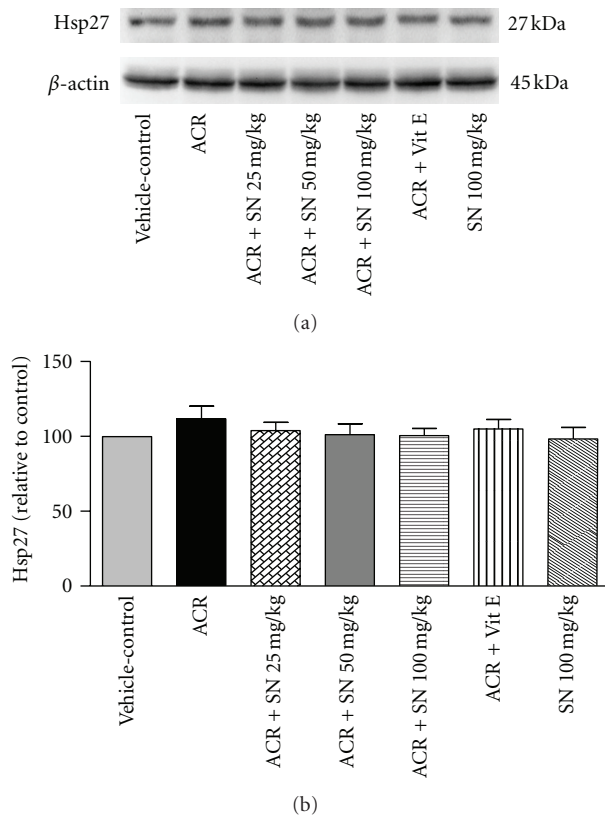 Hsp27
27 kDa
β-actin
45 kDa
Vehicle-control
ACR
ACR + SN 25 mg/kg
ACR + SN 50 mg/kg
ACR + SN 100 mg/kg
ACR + Vit E
SN 100 mg/kg
(a)
Hsp27 (relative to control)
150
100
50
0
Vehicle-control
ACR
ACR + SN 25 mg/kg
ACR + SN 50 mg/kg
ACR + SN 100 mg/kg
ACR + Vit E
SN 100 mg/kg
(b)